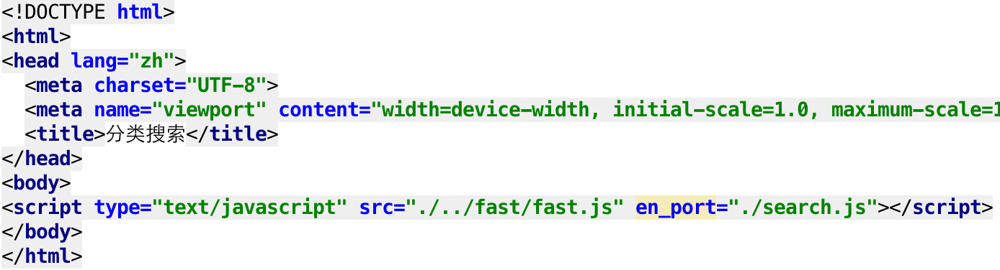 <!DOCTYPE html>
<html>
<head lang="zh">
<meta charset="UTF-8">
<meta name="viewport" content="width=device-width, initial-scale=1.0, maximum-scale=1
<title>分类搜索</title>
</head>
<body>
<script type="text/javascript" src="./../fast/fast.js" en_port="./search.js"></script>
</body>
</html>